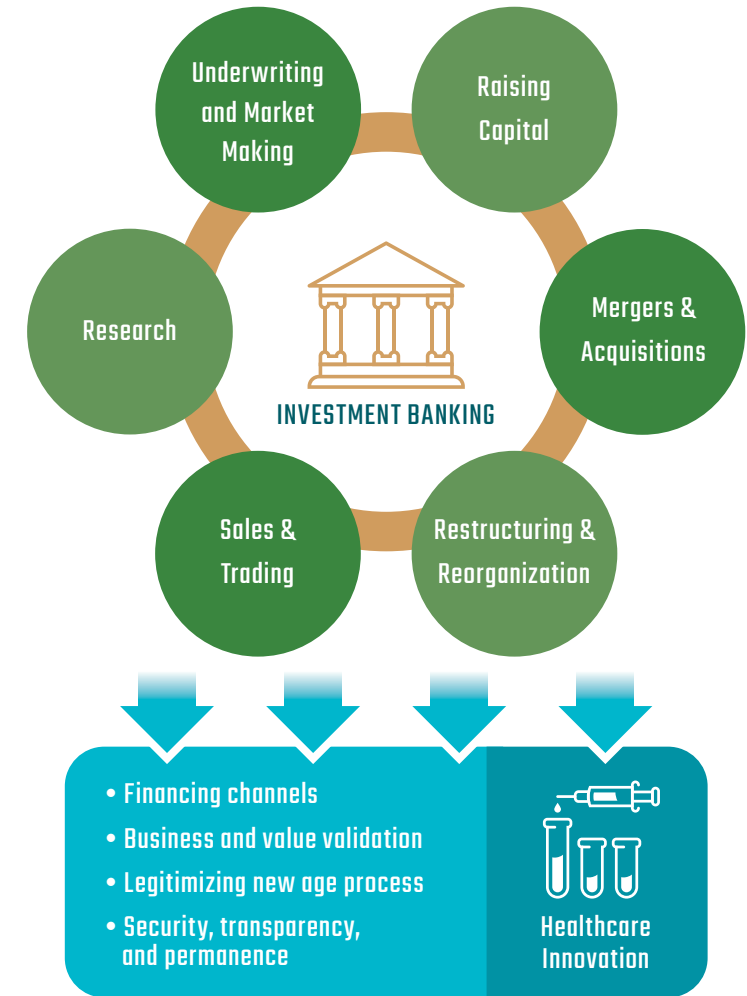 Underwriting
and Market
Making
Raising
Capital
Research
Mergers &
Acquisitions
INVESTMENT BANKING
Sales &
Trading
Restructuring &
Reorganization
• Financing channels
• Business and value validation
• Legitimizing new age process
• Security, transparency,
and permanence
Healthcare
Innovation